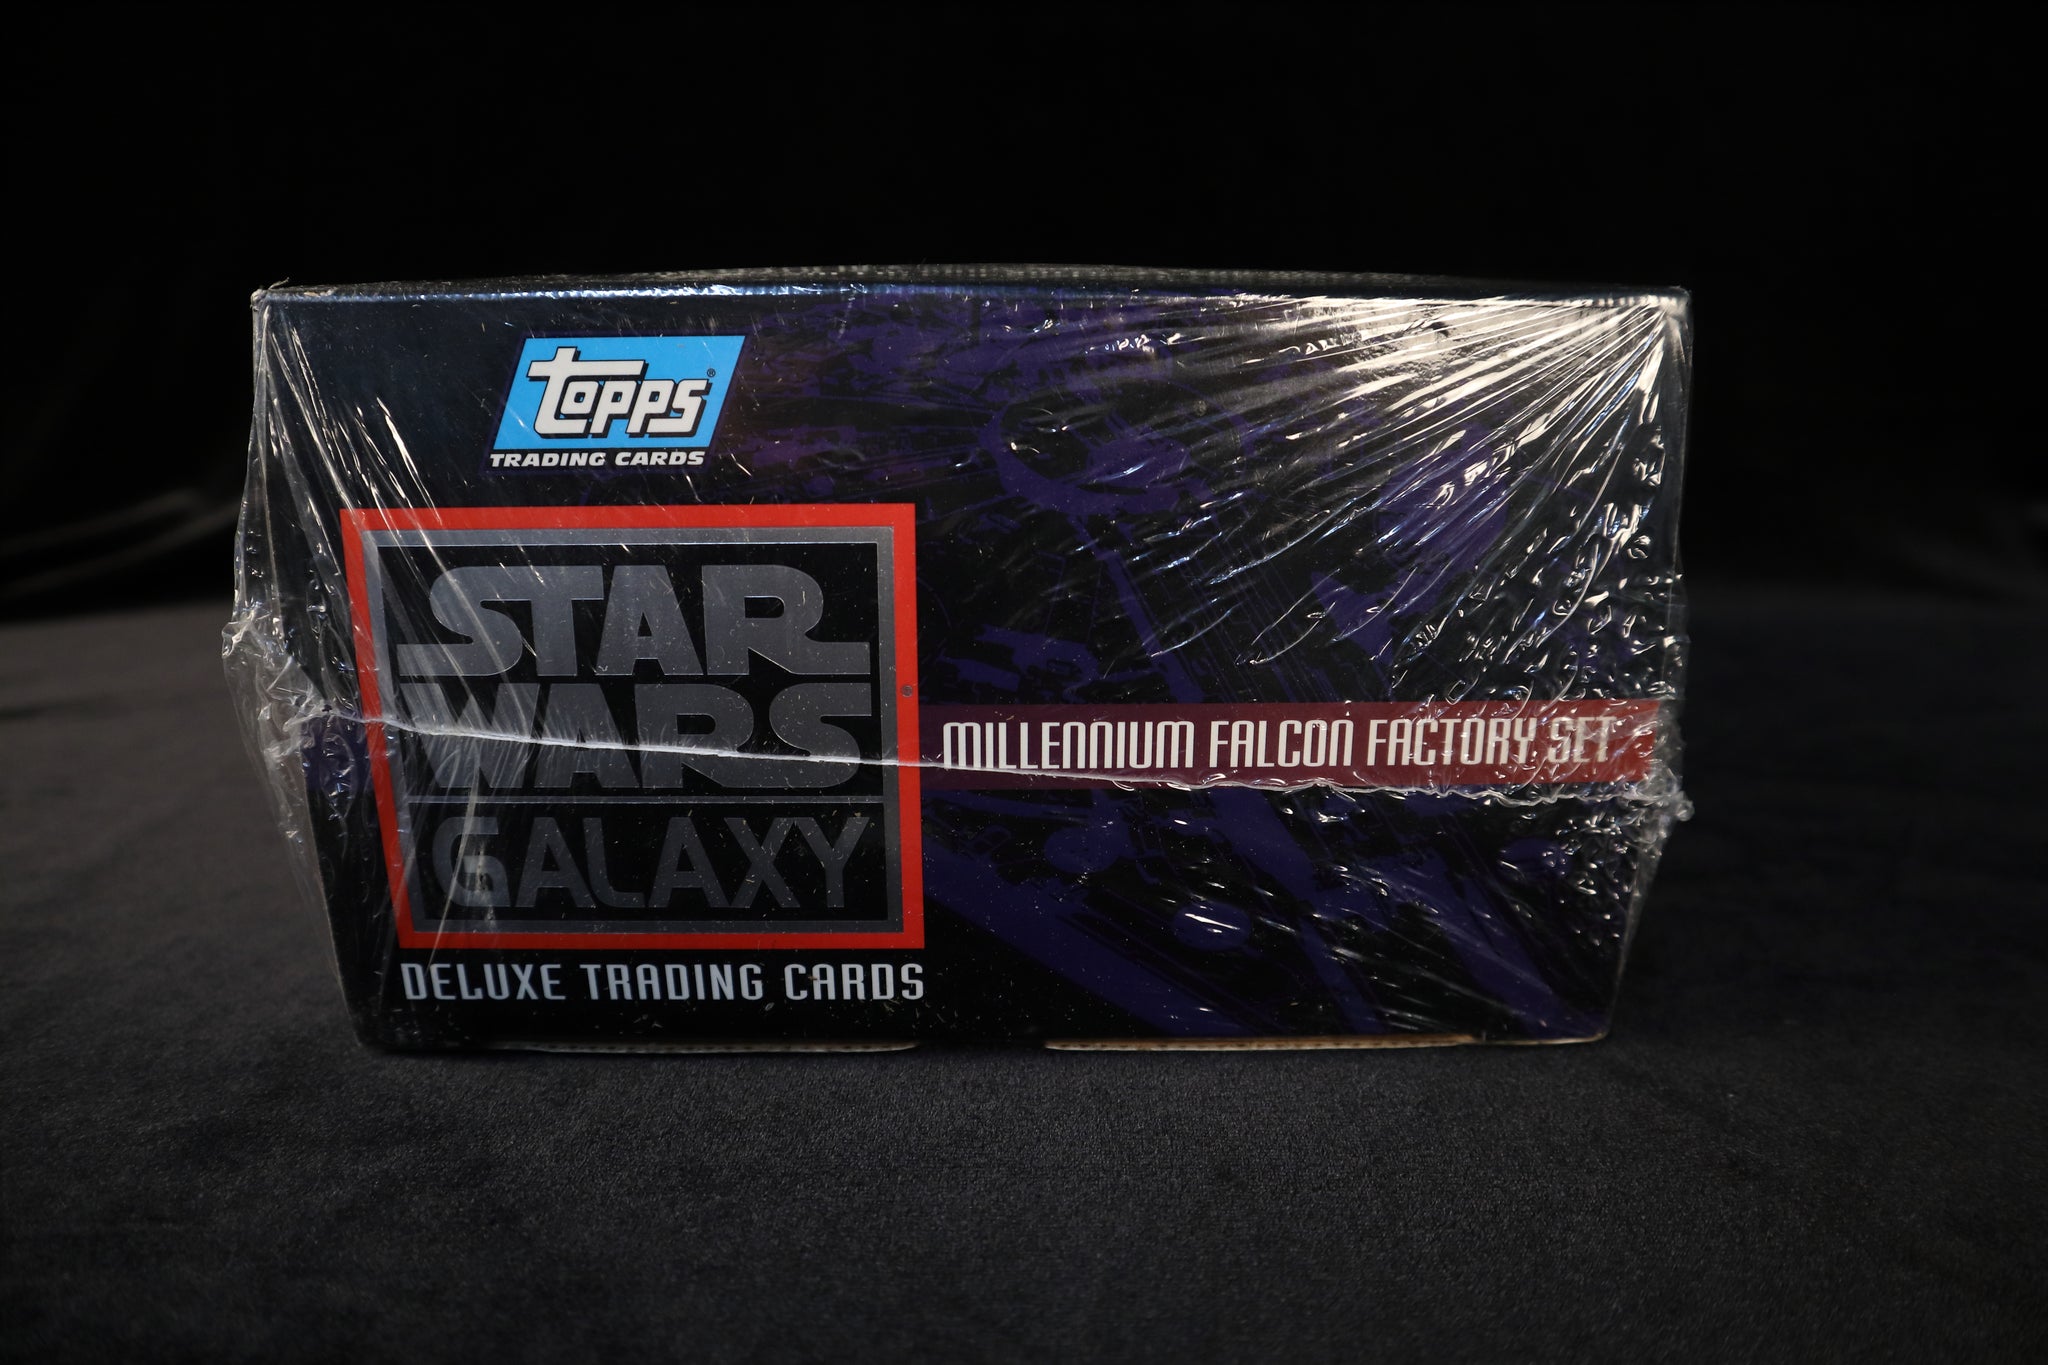 TOPPS®
TRADING CARDS
STAR
WARS
GALAXY
MILLENNIUM FALCON FACTORY SET
DELUXE TRADING CARDS